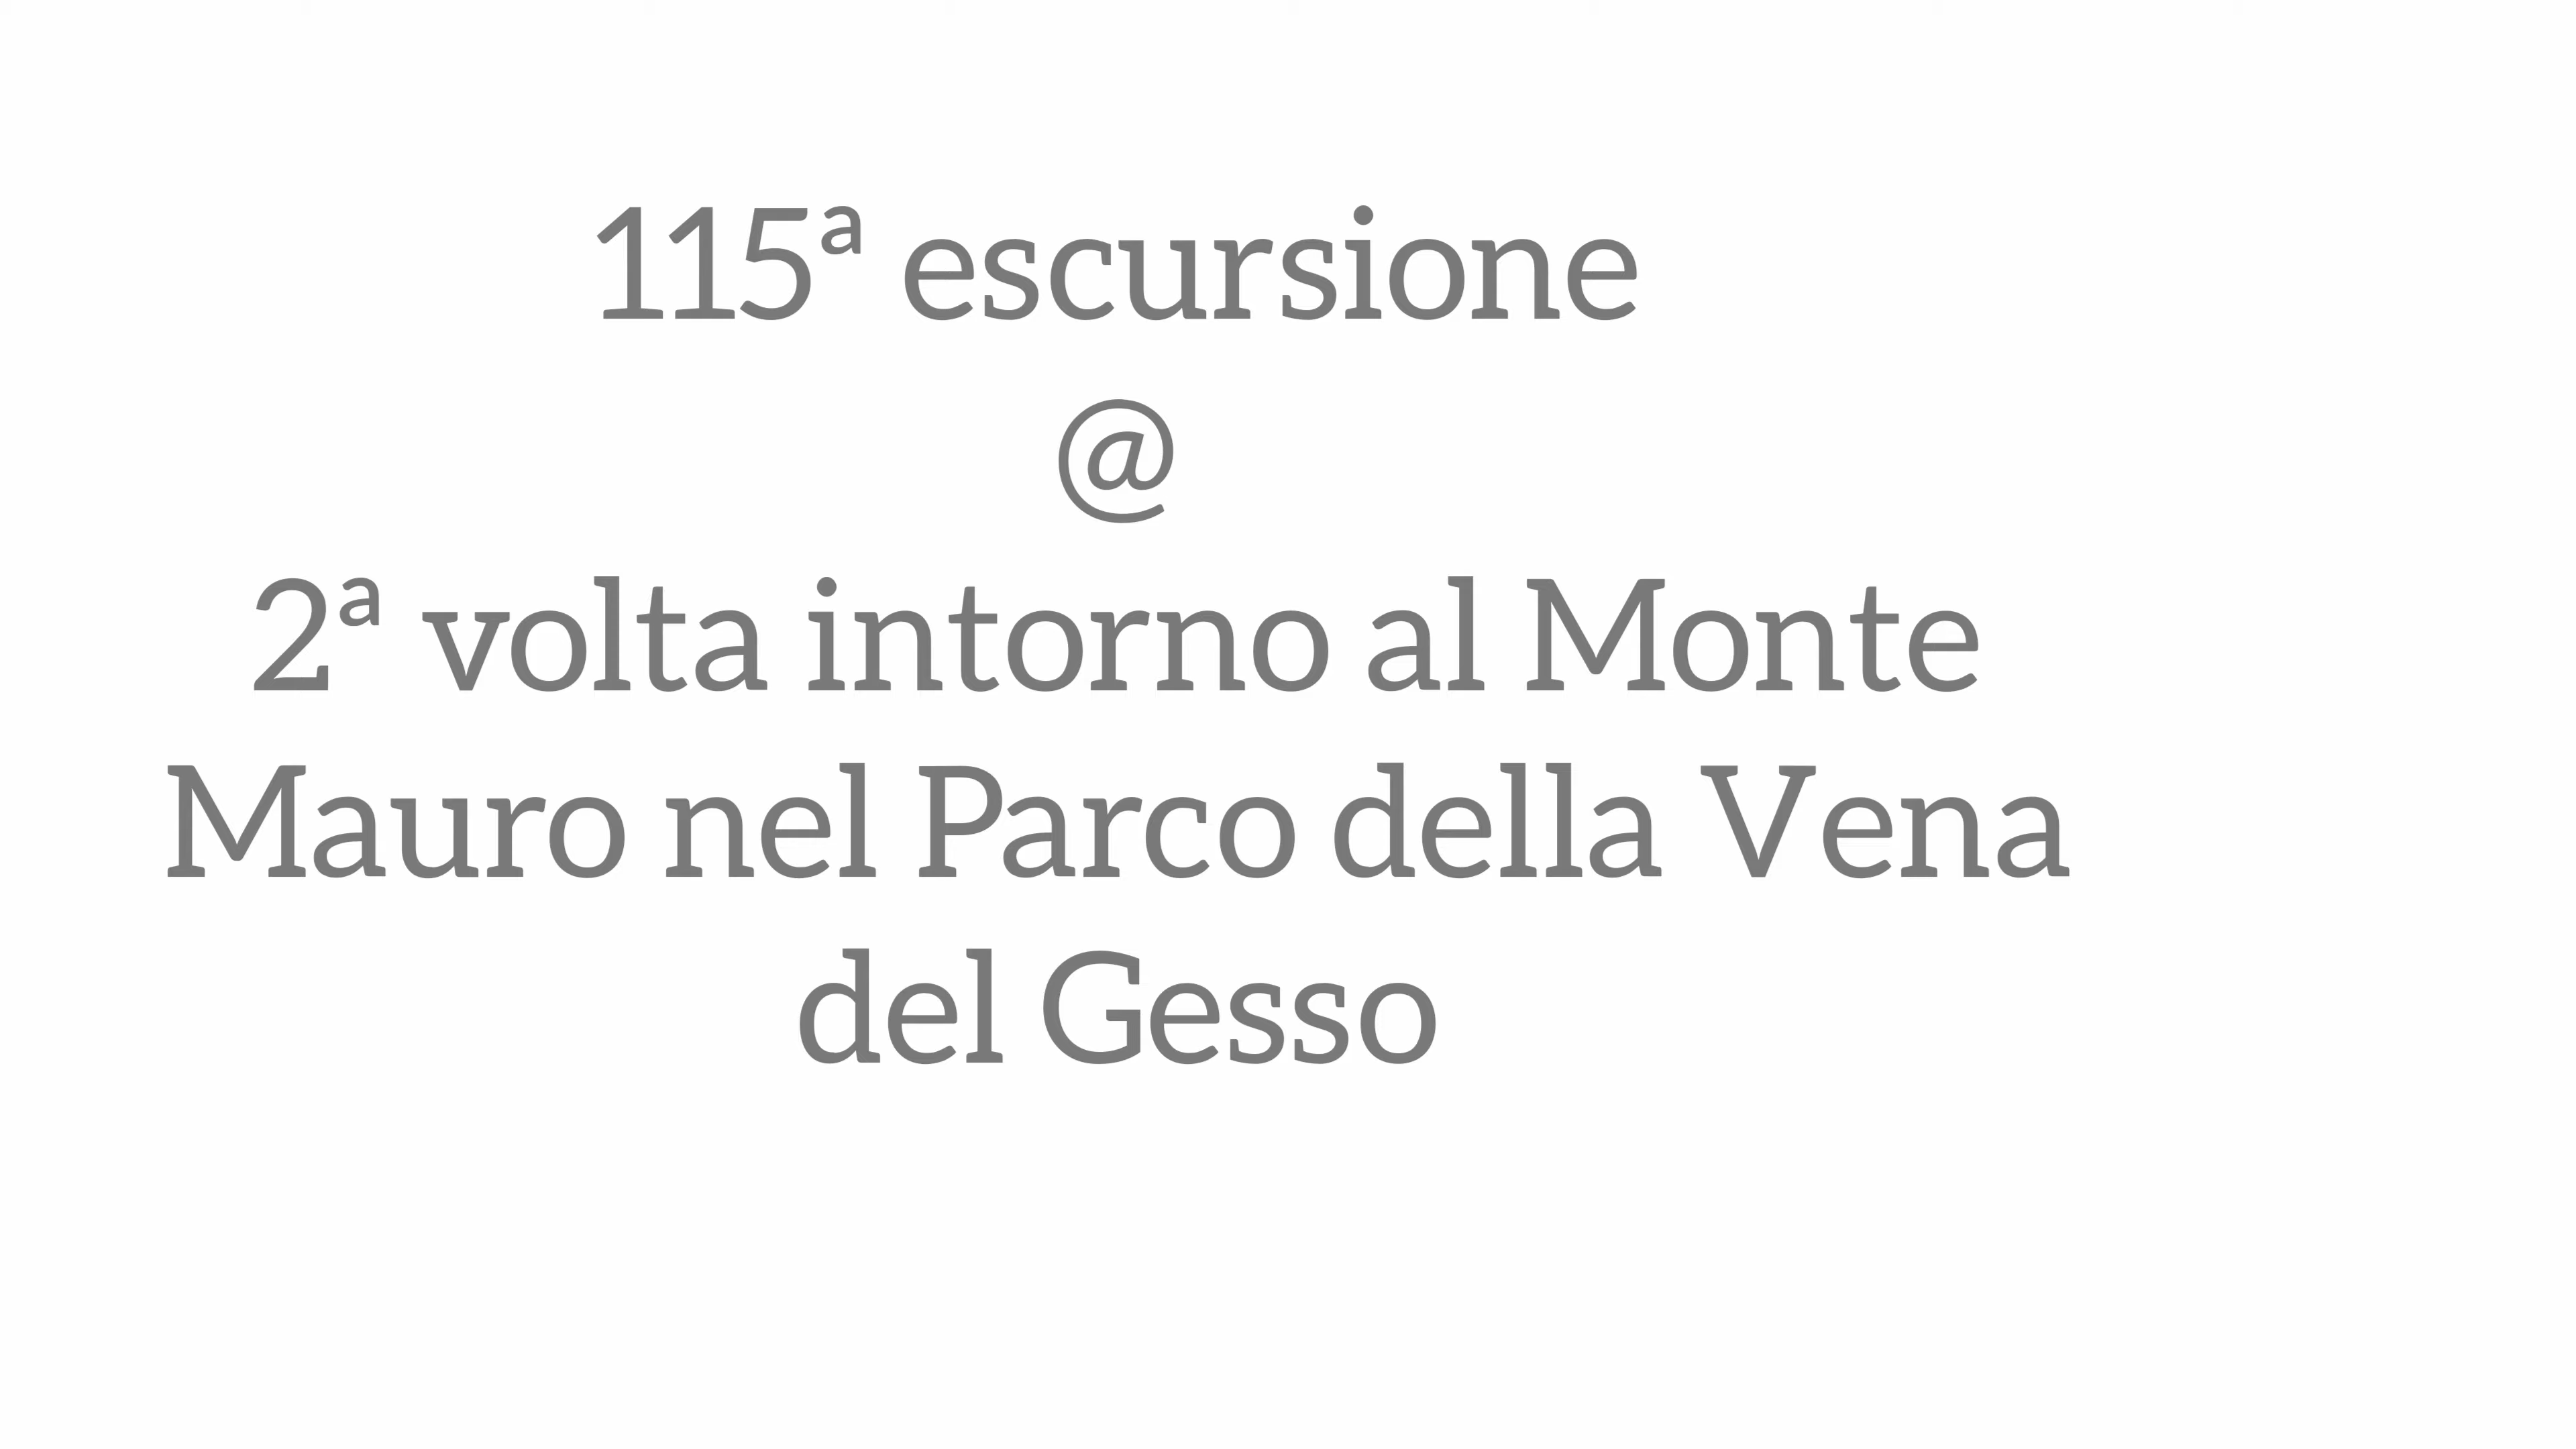 115ª escursione
@
2ª volta intorno al Monte
Mauro nel Parco della Vena
del Gesso